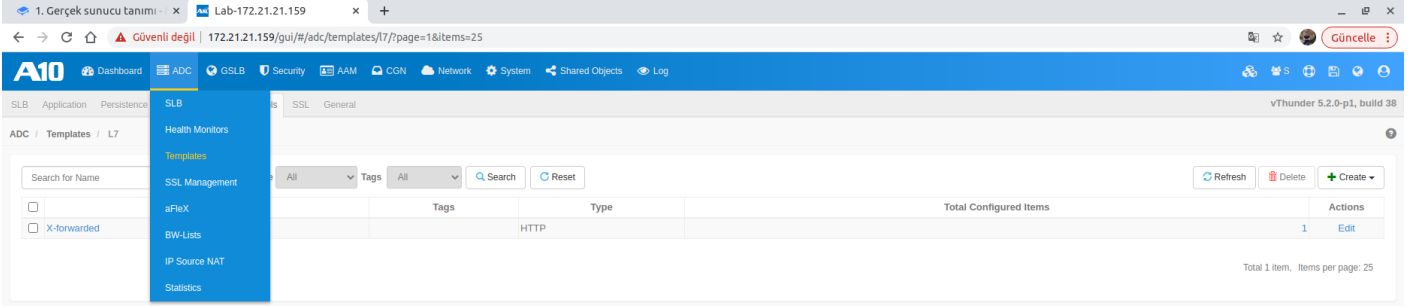 1. Gerçek sunucu tanımı - Lab-172.21.21.159
Güvenli değil 172.21.21.159/gui/#/adc/templates/l7/?page=1&items=25 Güncelle
A10 Dashboard ADC GSLB Security AAM CGN Network System Shared Objects Log S
SLB Application Persistence SSL General vThunder 5.2.0-p1, build 38
ADC / Templates / L7
SLB
Health Monitors
Templates
SSL Management
aFleX
BW-Lists
IP Source NAT
Statistics
Search for Name All Tags All Search Reset Refresh Delete Create
Tags Type Total Configured Items Actions
X-forwarded HTTP 1 Edit
Total 1 item, Items per page: 25